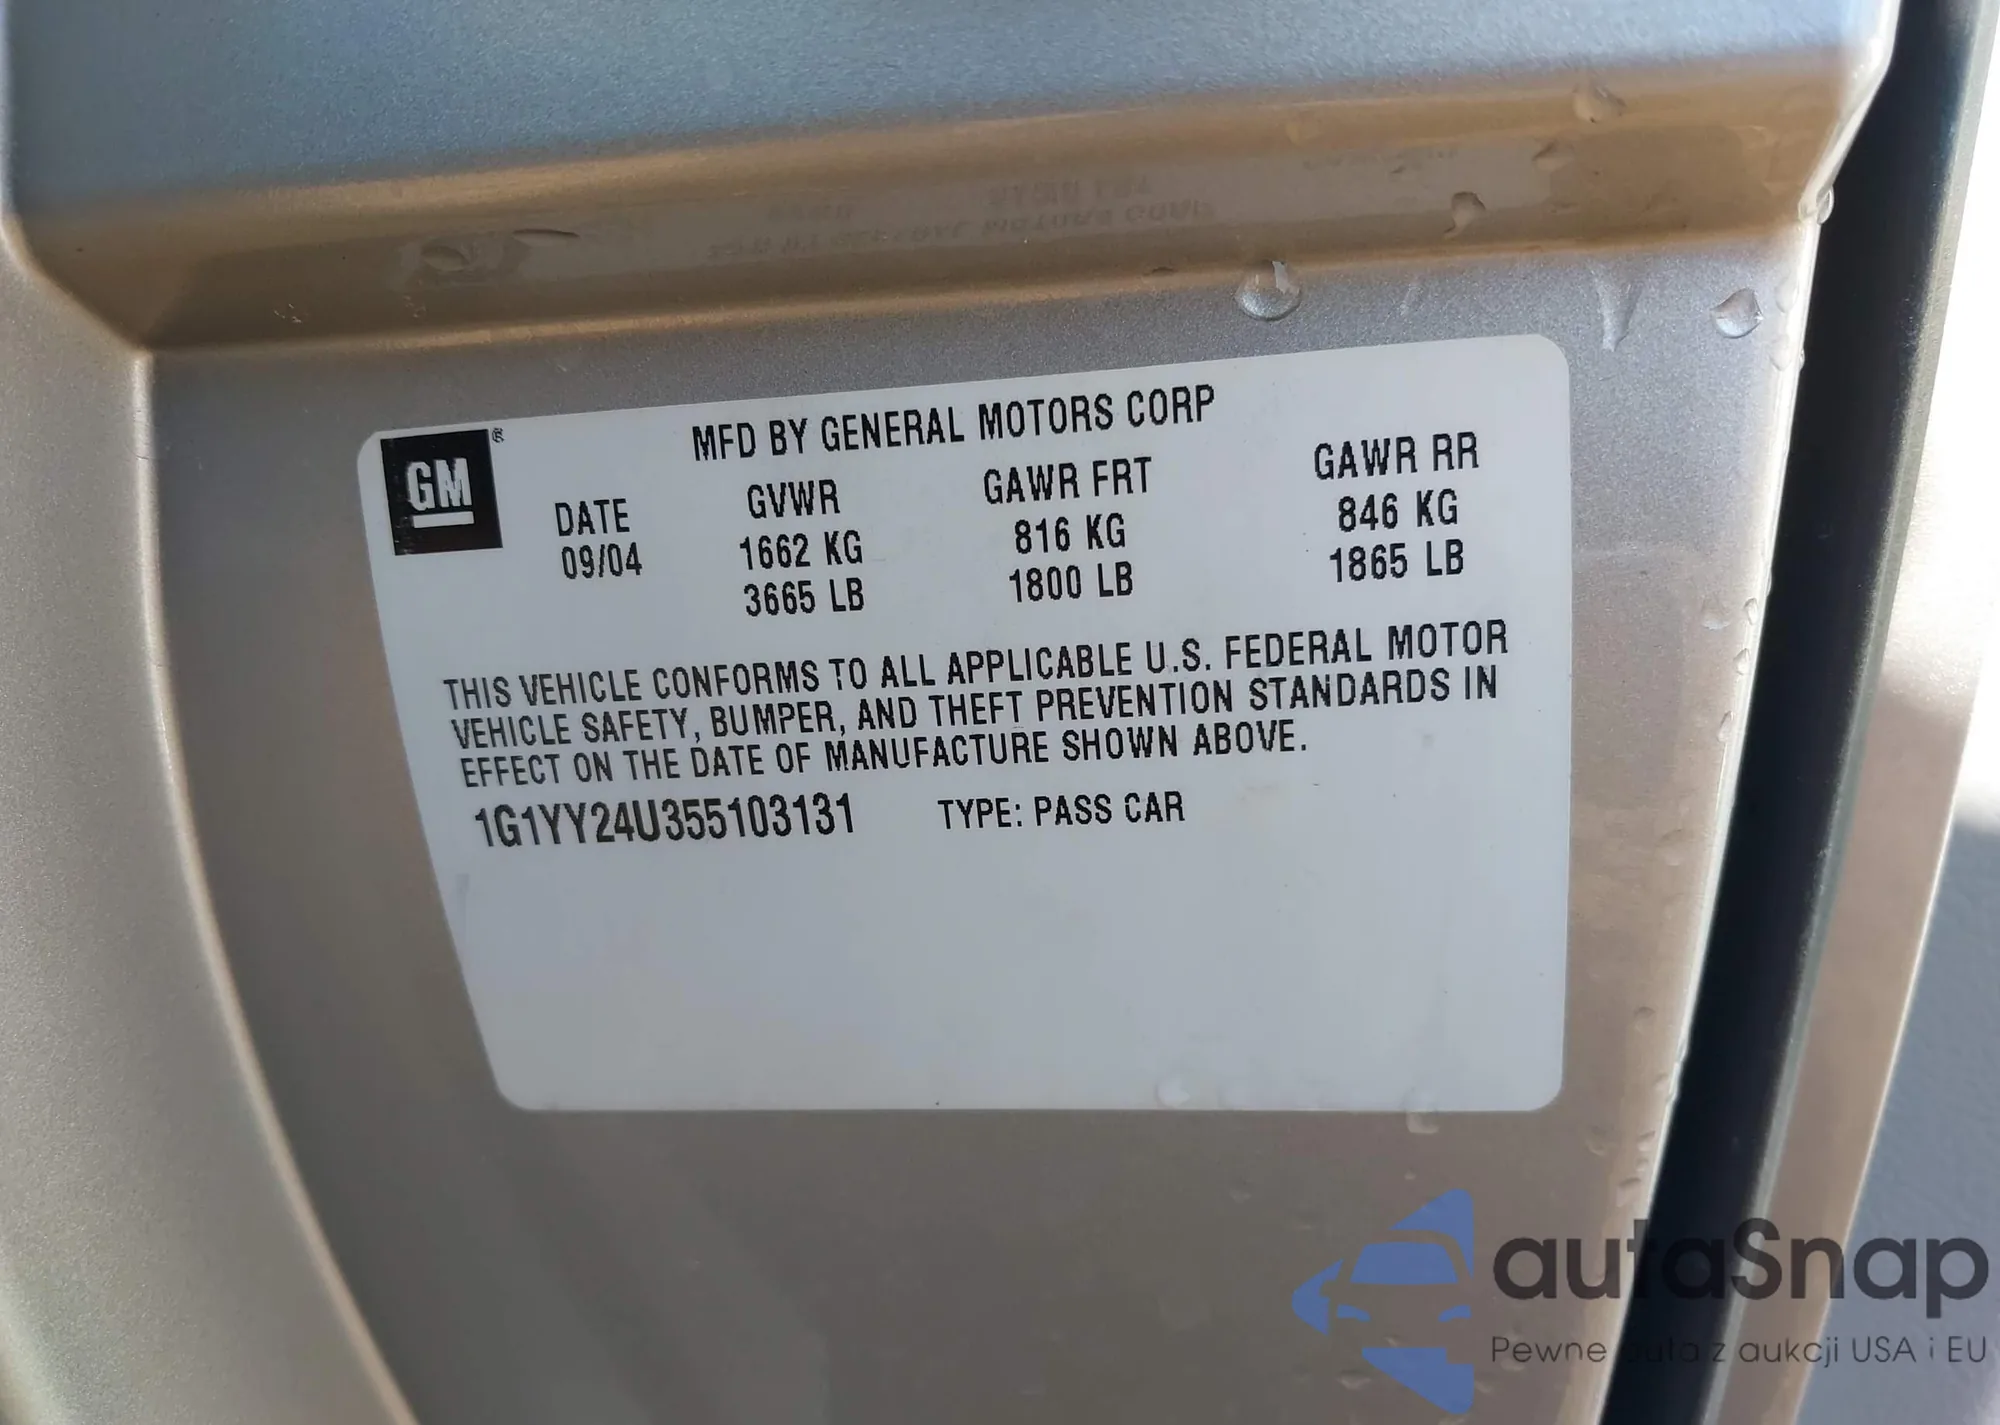 GM®
MFD BY GENERAL MOTORS CORP
DATE GVWR GAWR FRT GAWR RR
09/04 1662 KG 816 KG 846 KG
3665 LB 1800 LB 1865 LB
THIS VEHICLE CONFORMS TO ALL APPLICABLE U.S. FEDERAL MOTOR
VEHICLE SAFETY, BUMPER, AND THEFT PREVENTION STANDARDS IN
EFFECT ON THE DATE OF MANUFACTURE SHOWN ABOVE.
1G1YY24U355103131 TYPE: PASS CAR
autaSnap
Pewne auta z aukcji USA i EU